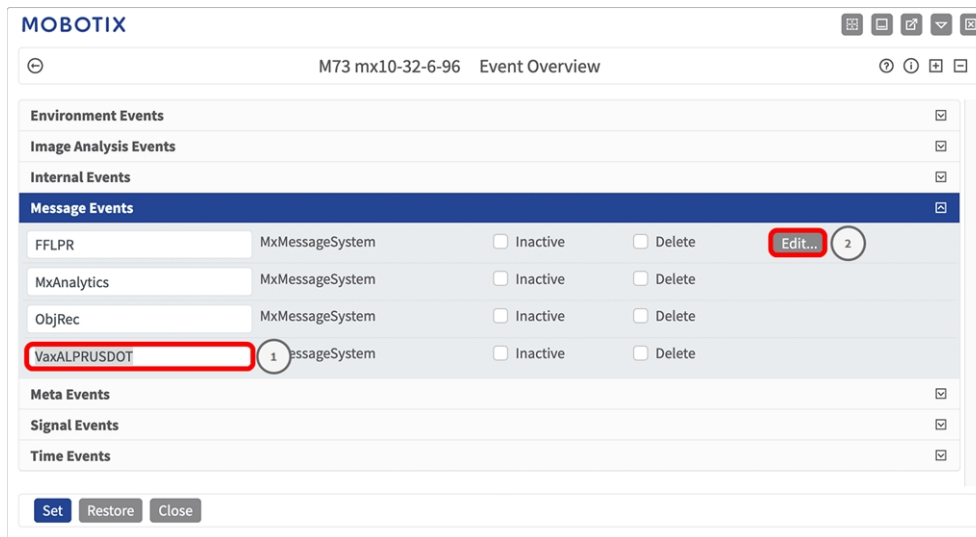 MOBOTIX
M73 mx10-32-6-96 Event Overview
Environment Events
Image Analysis Events
Internal Events
Message Events
FFLPR MxMessageSystem Inactive Delete Edit... 2
MxAnalytics MxMessageSystem Inactive Delete
ObjRec MxMessageSystem Inactive Delete
VaxALPRUSDOT 1 essageSystem Inactive Delete
Meta Events
Signal Events
Time Events
Set Restore Close